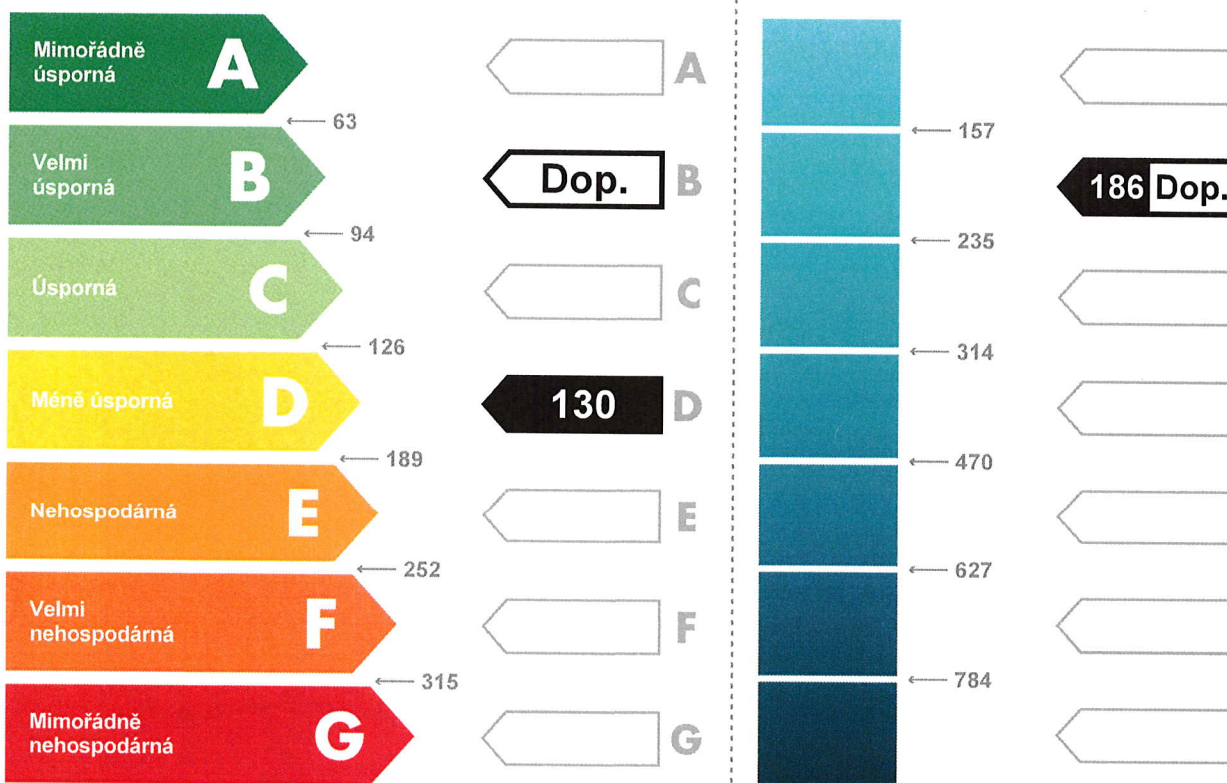 Mimořádně
úsporná
A
A
← 63
← 157
Velmi
úsporná
B
Dop.
B
186 Dop.
← 94
← 235
Úsporná
C
C
← 126
← 314
Méně úsporná
D
130
D
← 189
← 470
Nehospodárná
E
E
← 252
← 627
Velmi
nehospodárná
F
F
← 315
← 784
Mimořádně
nehospodárná
G
G